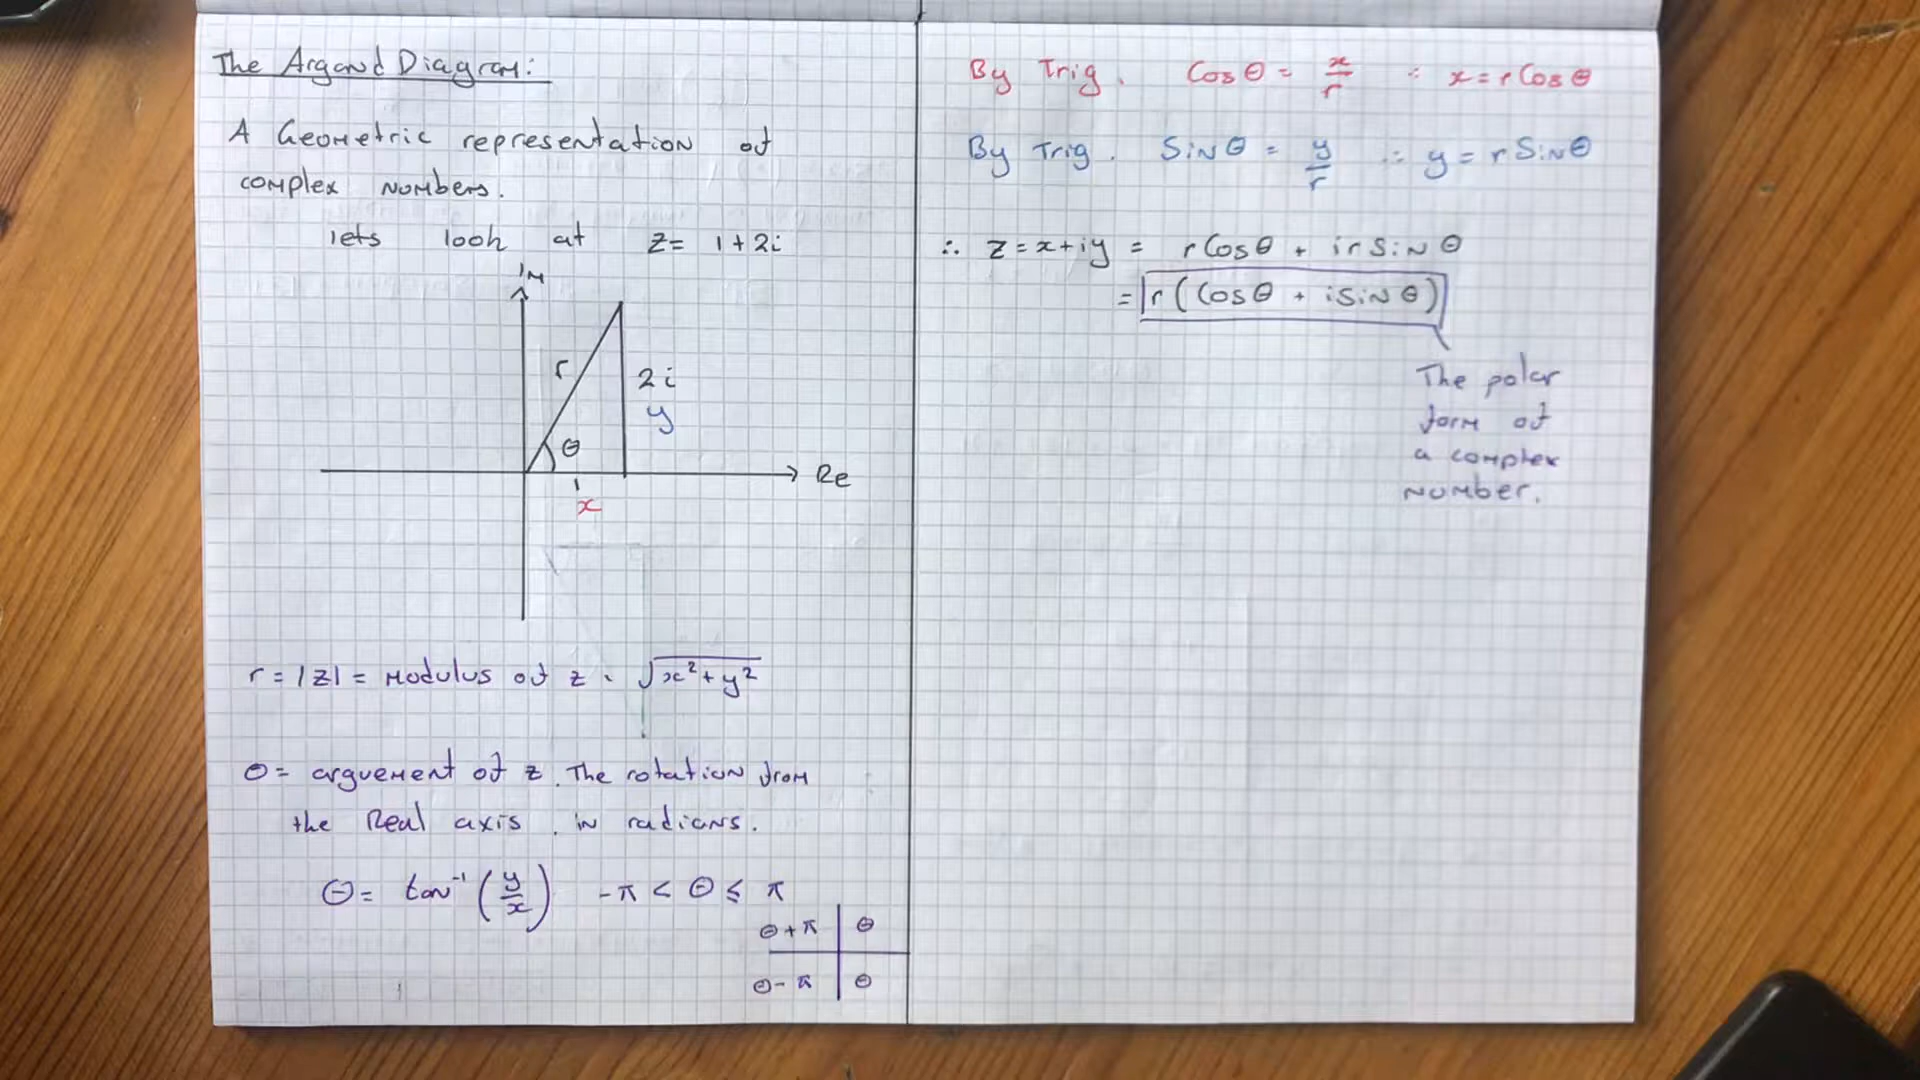 The Argand Diagram:
A Geometric representation of
complex numbers.
lets look at z = 1 + 2i
Im
r
2i
y
θ
Re
1
x
r = |z| = Modulus of z = √(x² + y²)
θ = arguement of z. The rotation from
the Real axis, in radians.
θ = tan⁻¹(y/x) -π < θ ≤ π
θ + π θ
θ - π θ
By Trig. Cos θ = x/r ∴ x = r Cos θ
By Trig. Sin θ = y/r ∴ y = r Sin θ
∴ z = x + iy = r Cos θ + i r Sin θ
= r(Cos θ + i Sin θ)
The polar
form of
a complex
number.